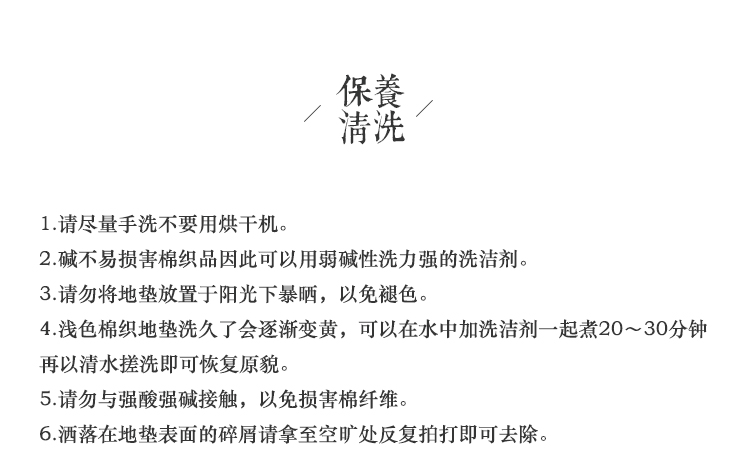 保養
清洗
1.请尽量手洗不要用烘干机。
2.碱不易损害棉织品因此可以用弱碱性洗力强的洗洁剂。
3.请勿将地垫放置于阳光下暴晒，以免褪色。
4.浅色棉织地垫洗久了会逐渐变黄，可以在水中加洗洁剂一起煮20～30分钟
再以清水搓洗即可恢复原貌。
5.请勿与强酸强碱接触，以免损害棉纤维。
6.洒落在地垫表面的碎屑请拿至空旷处反复拍打即可去除。